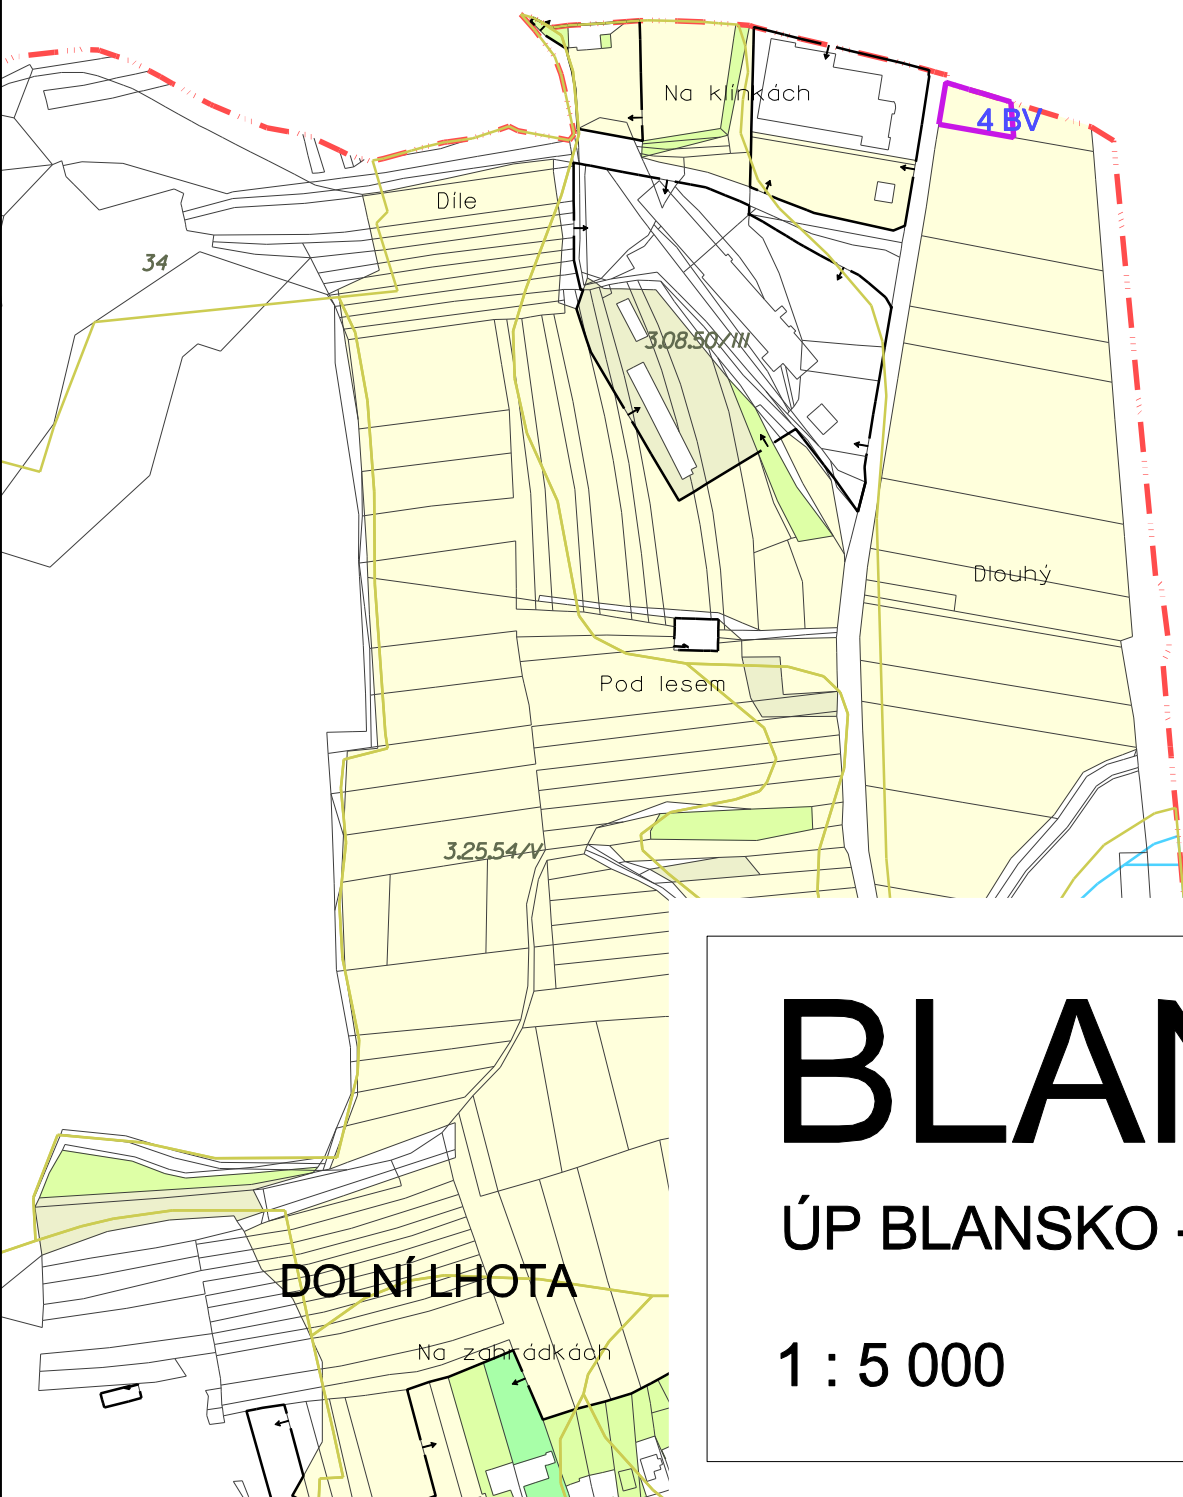 Na klínkách
4 BV
Díle
34
3.08.50/III
Dlouhý
Pod lesem
3.25.54/V
BLAN
ÚP BLANSKO -
DOLNÍ LHOTA
Na zahrádkách
1 : 5 000